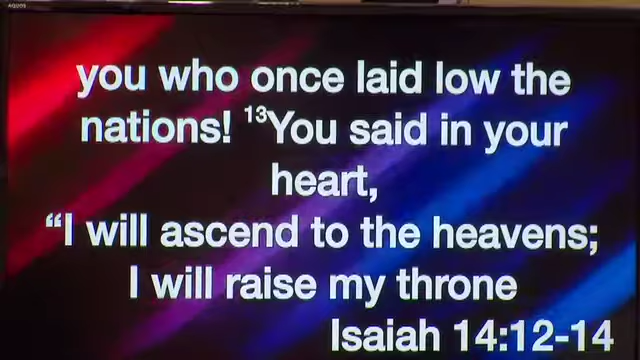 AQUOS
you who once laid low the
nations! ¹³You said in your
heart,
“I will ascend to the heavens;
I will raise my throne
Isaiah 14:12-14